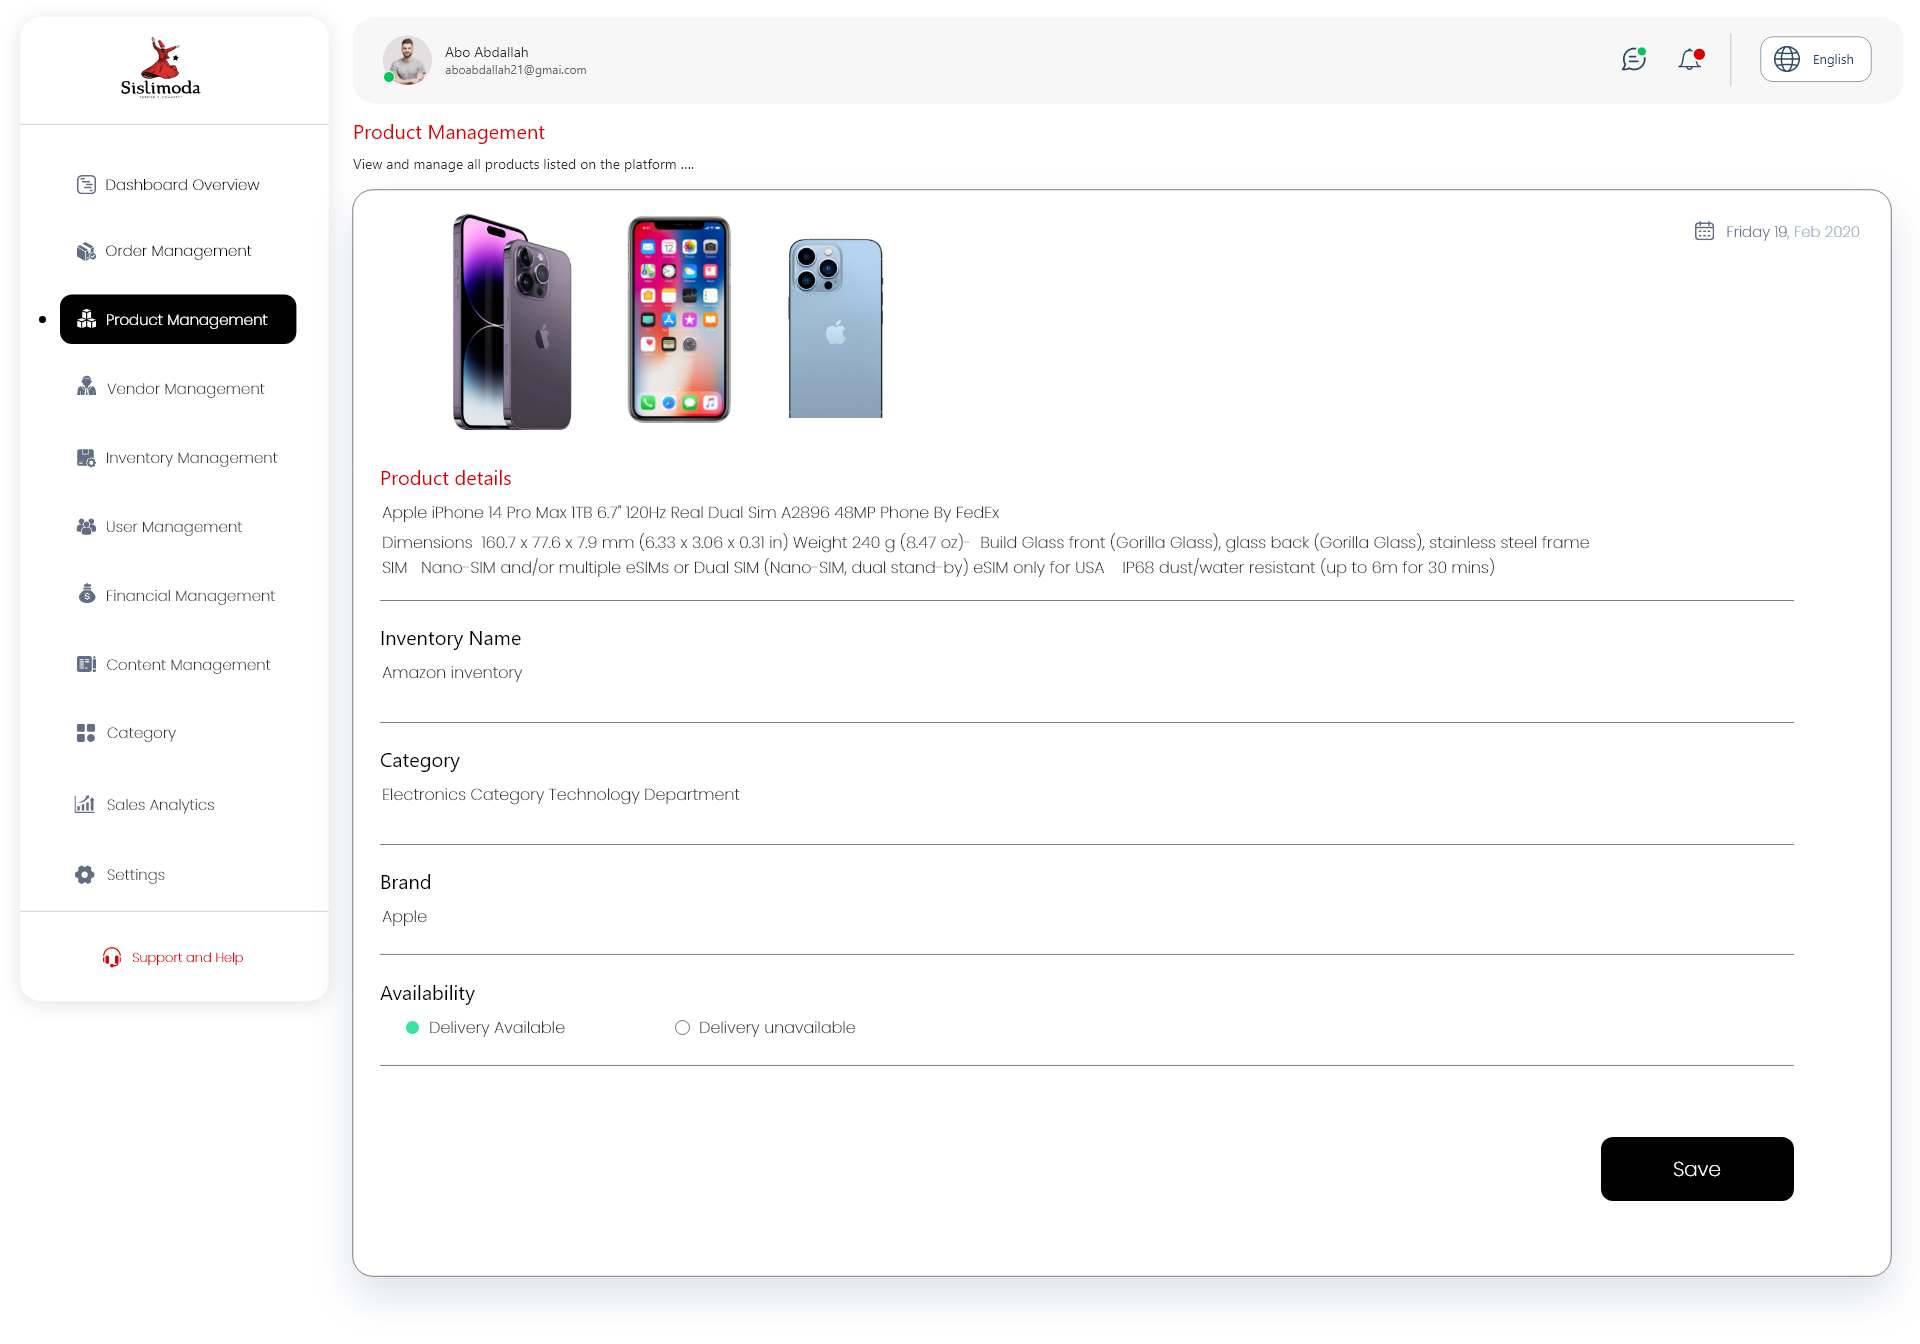 Sislimoda
Dashboard Overview
Order Management
Product Management
Vendor Management
Inventory Management
User Management
Financial Management
Content Management
Category
Sales Analytics
Settings
Support and Help
Abo Abdallah
aboabdallah21@gmai.com
English
Product Management
View and manage all products listed on the platform ....
Friday 19, Feb 2020
Product details
Apple iPhone 14 Pro Max 1TB 6.7" 120Hz Real Dual Sim A2896 48MP Phone By FedEx
Dimensions 160.7 x 77.6 x 7.9 mm (6.33 x 3.06 x 0.31 in) Weight 240 g (8.47 oz)- Build Glass front (Gorilla Glass), glass back (Gorilla Glass), stainless steel frame
SIM Nano-SIM and/or multiple eSIMs or Dual SIM (Nano-SIM, dual stand-by) eSIM only for USA IP68 dust/water resistant (up to 6m for 30 mins)
Inventory Name
Amazon inventory
Category
Electronics Category Technology Department
Brand
Apple
Availability
Delivery Available
Delivery unavailable
Save